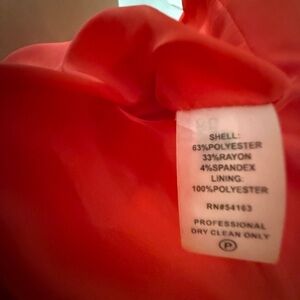 SHELL:
63%POLYESTER
33%RAYON
4%SPANDEX
LINING:
100%POLYESTER
RN#54163
PROFESSIONAL
DRY CLEAN ONLY
P